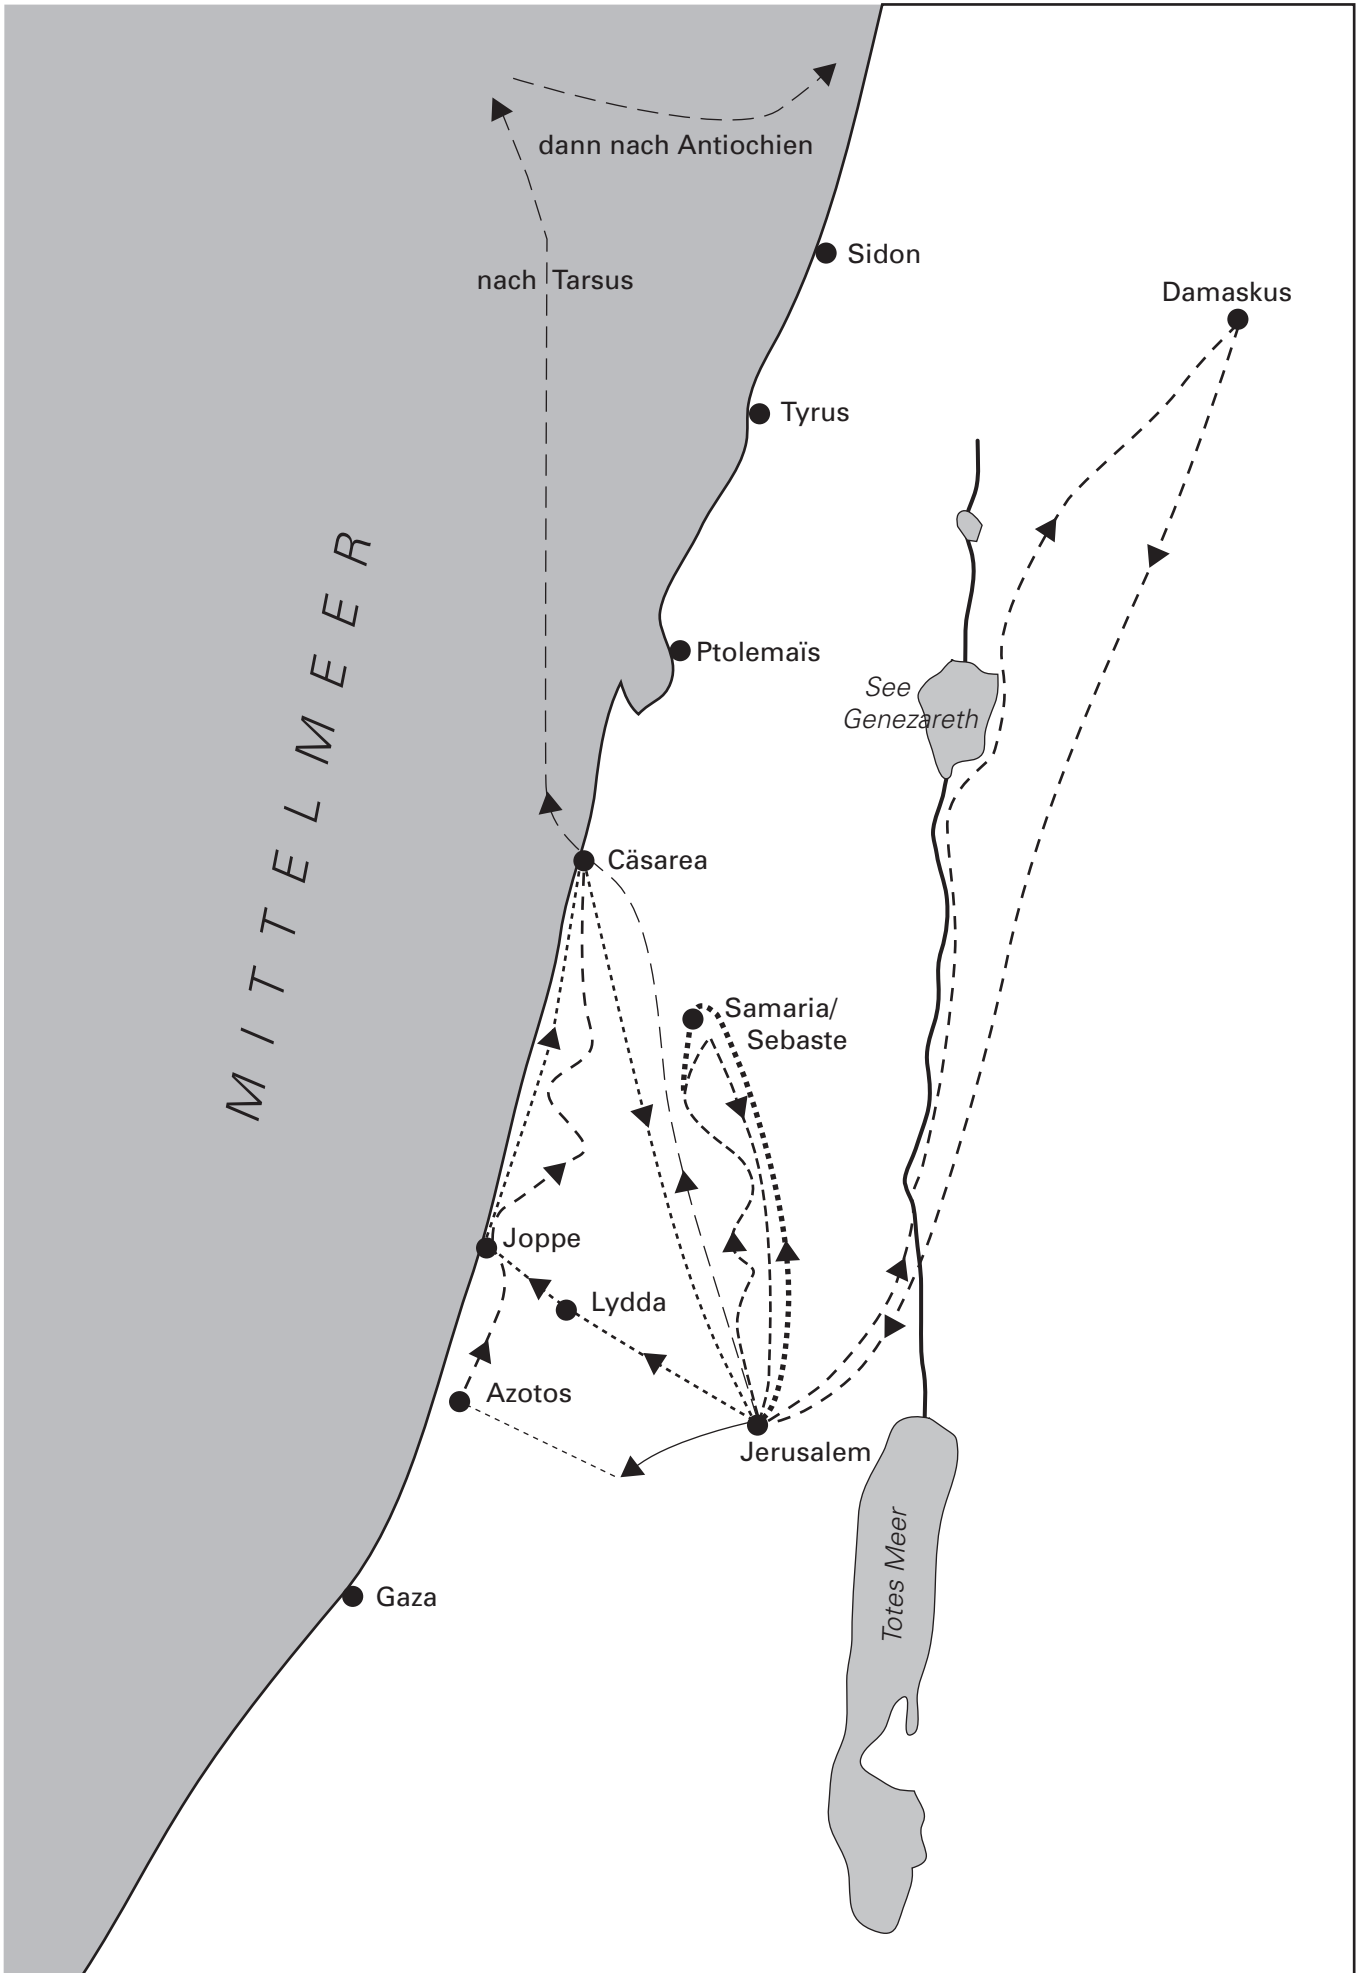 dann nach Antiochien
Sidon
nach Tarsus
Damaskus
Tyrus
MITTELMEER
Ptolemaïs
See
Genezareth
Cäsarea
Samaria/
Sebaste
Joppe
Lydda
Azotos
Jerusalem
Totes Meer
Gaza